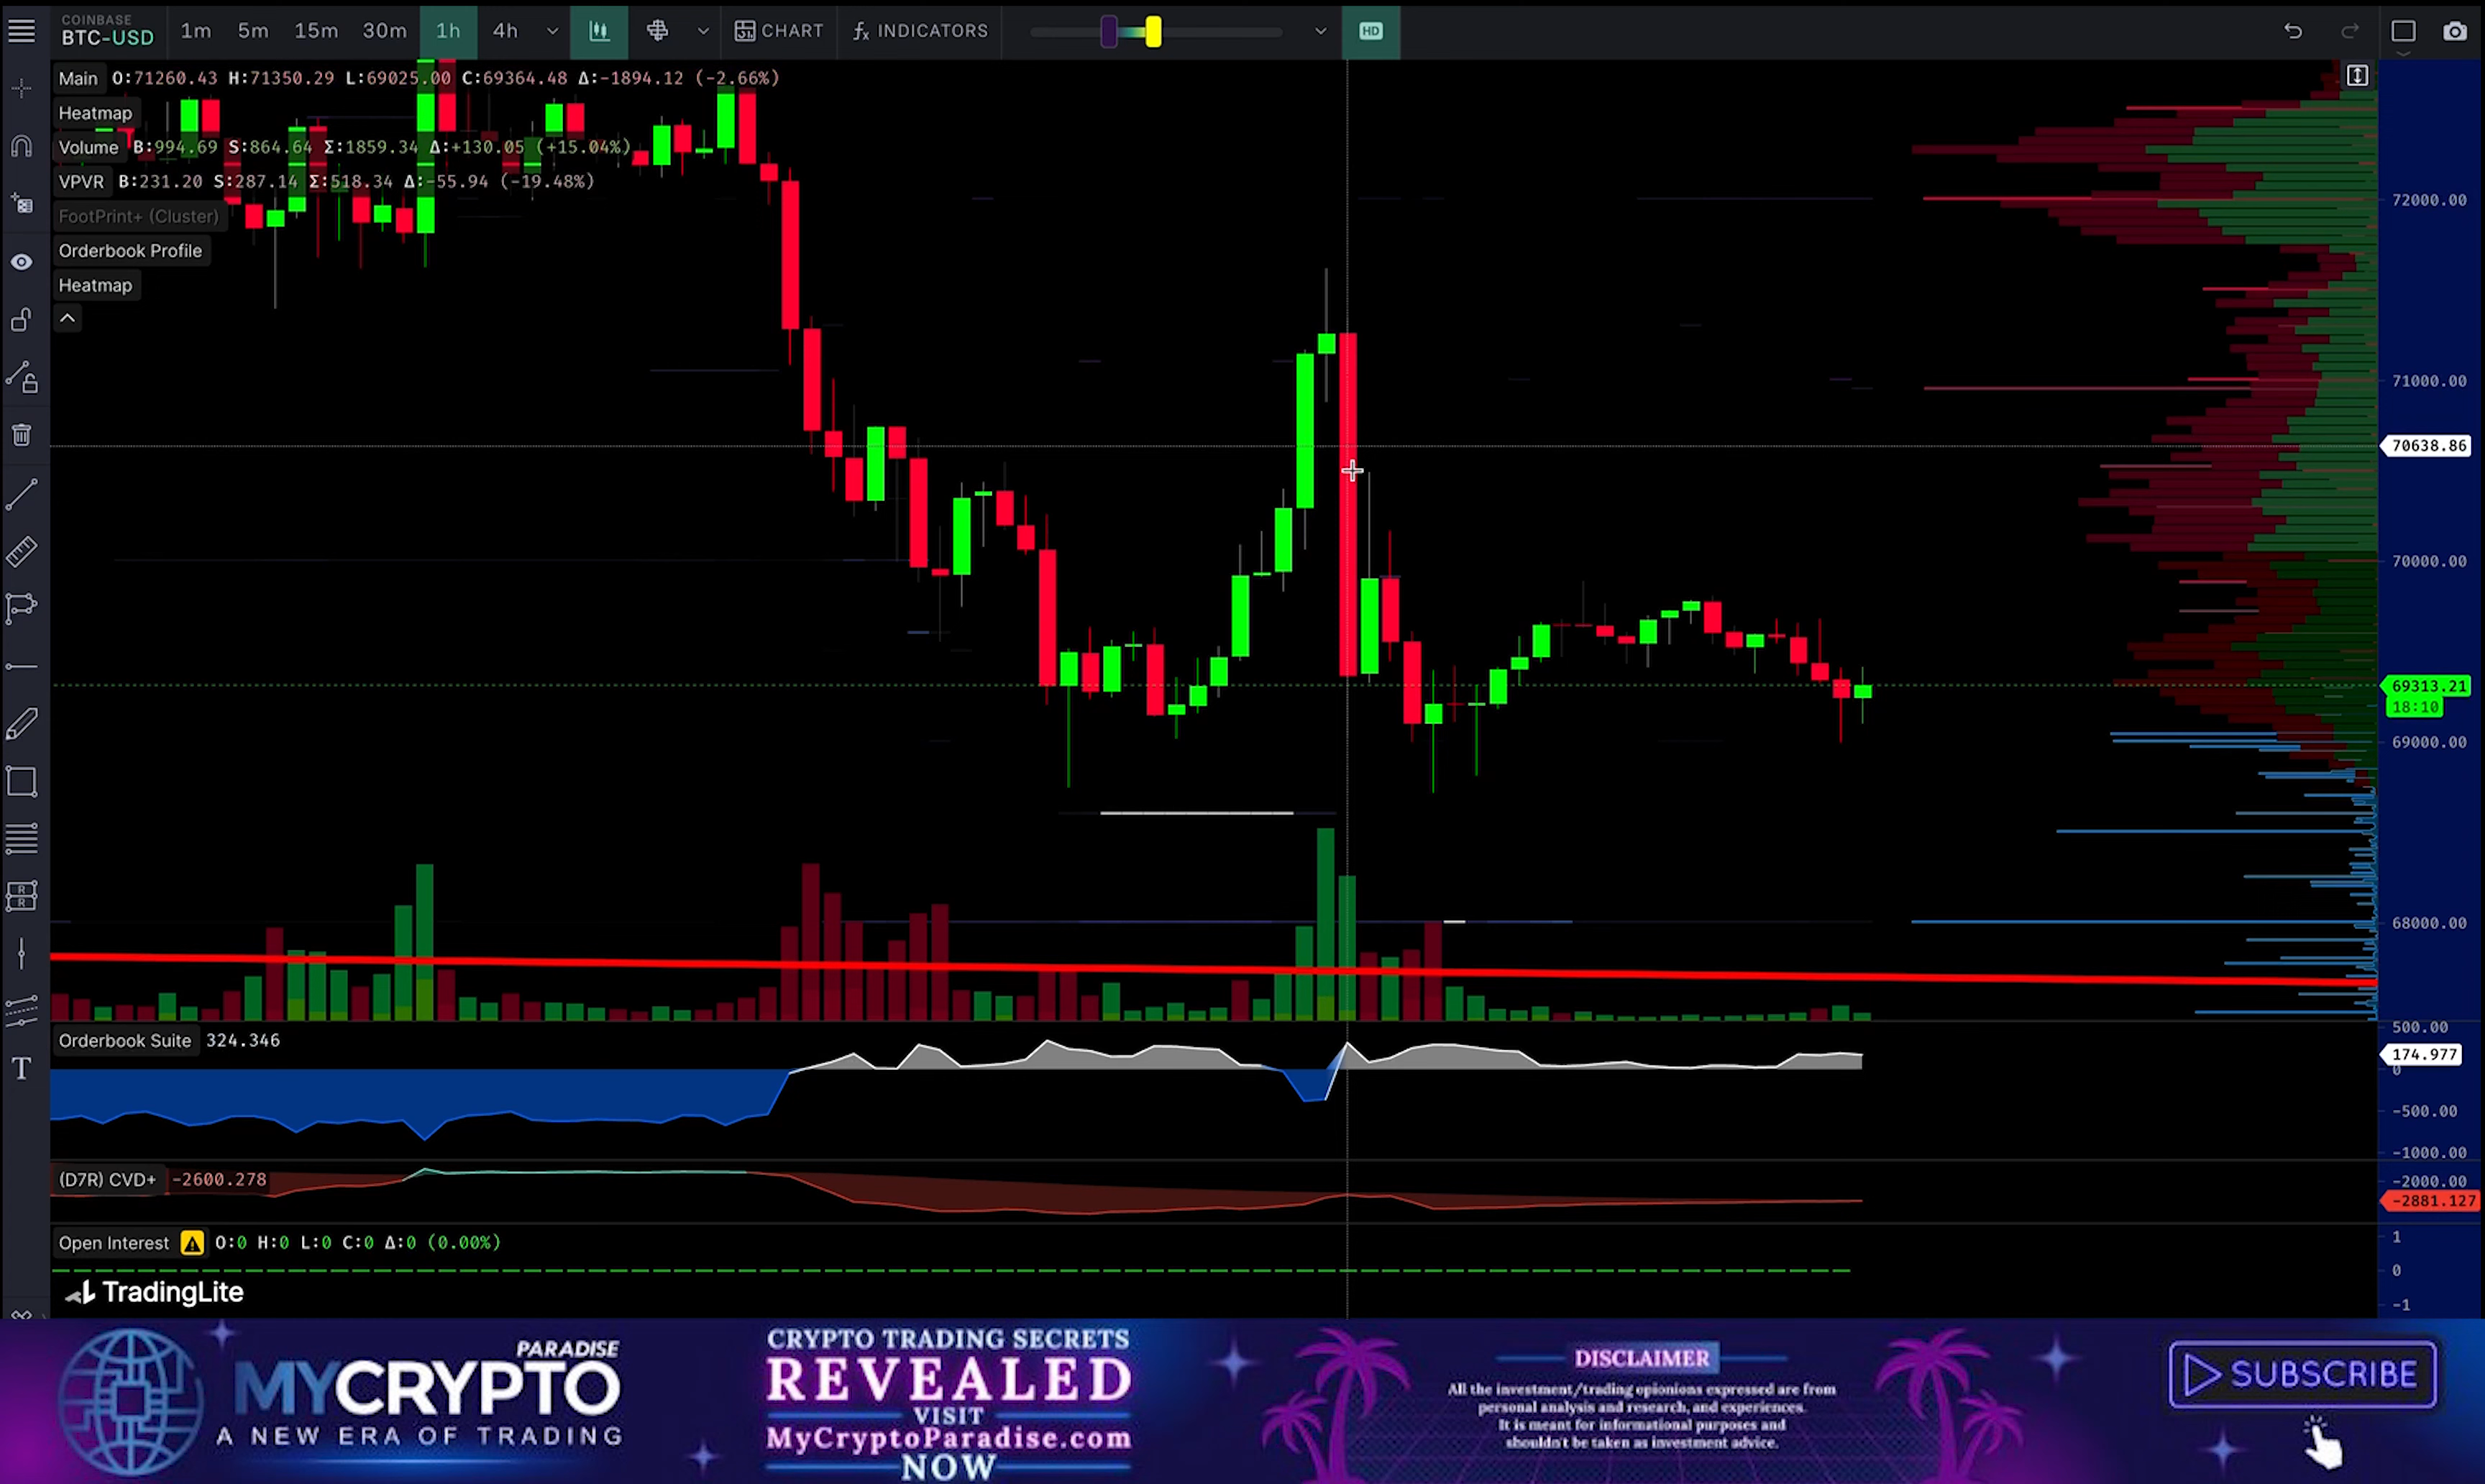 COINBASE
BTC-USD
1m 5m 15m 30m 1h 4h CHART fx INDICATORS HD
Main O:71260.43 H:71350.29 L:69025.00 C:69364.48 Δ:-1894.12 (-2.66%)
Heatmap
Volume B:994.69 S:864.64 Σ:1859.34 Δ:+130.05 (+15.04%)
VPVR B:231.20 S:287.14 Σ:518.34 Δ:-55.94 (-19.48%)
FootPrint+ (Cluster)
Orderbook Profile
Heatmap
72000.00
71000.00
70638.86
70000.00
69313.21
18:10
69000.00
68000.00
R
R
T
Orderbook Suite 324.346
500.00
174.977
0
-500.00
-1000.00
(D7R) CVD+ -2600.278
-2000.00
-2881.127
Open Interest O:0 H:0 L:0 C:0 Δ:0 (0.00%)
1
0
-1
TradingLite
PARADISE
MYCRYPTO
A NEW ERA OF TRADING
CRYPTO TRADING SECRETS
REVEALED
VISIT
MyCryptoParadise.com
NOW
DISCLAIMER
All the investment/trading opionions expressed are from
personal analysis and research, and experiences.
It is meant for informational purposes and
shouldn't be taken as investment advice.
SUBSCRIBE